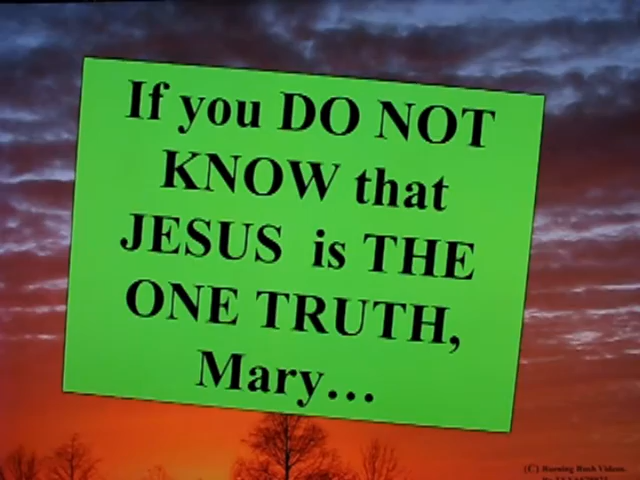 If you DO NOT
KNOW that
JESUS is THE
ONE TRUTH,
Mary...
(C) Burning Bush Videos.